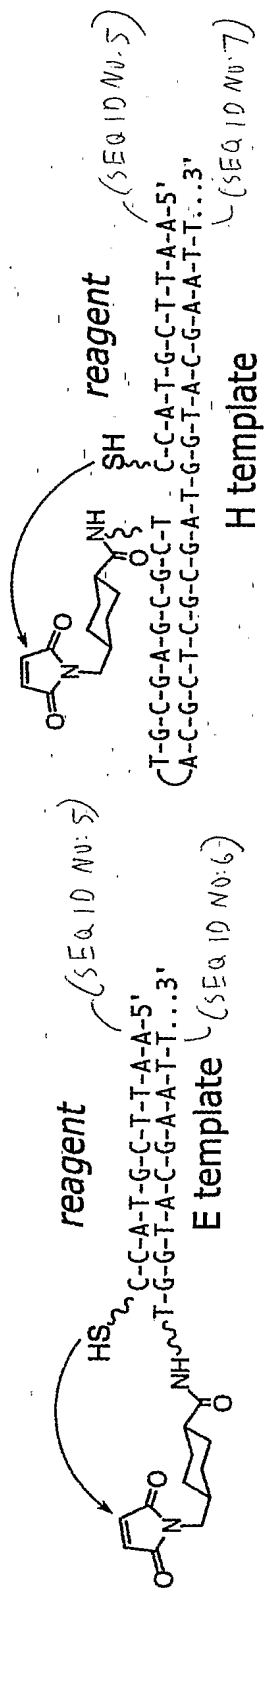 reagent
(SEQ ID NO: 5)
HS
C-C-A-T-G-C-T-T-A-A-5'
T-G-G-T-A-C-G-A-A-T-T...3'
NH
O
O
N
O
E template
(SEQ ID NO: 6)
reagent
(SEQ ID NO: 5)
SH
NH
O
O
N
O
T-G-C-G-A-G-C-G-C-T
C-C-A-T-G-C-T-T-A-A-5'
A-C-G-C-T-C-G-C-G-A-T-G-G-T-A-C-G-A-A-T-T...3'
H template
(SEQ ID NO: 7)